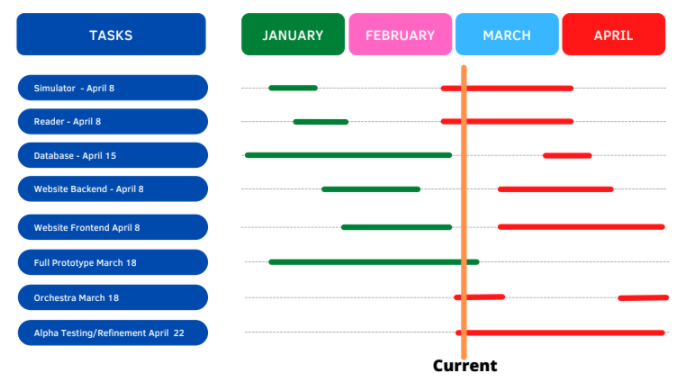 TASKS
JANUARY
FEBRUARY
MARCH
APRIL
Simulator - April 8
Reader - April 8
Database - April 15
Website Backend - April 8
Website Frontend April 8
Full Prototype March 18
Orchestra March 18
Alpha Testing/Refinement April 22
Current